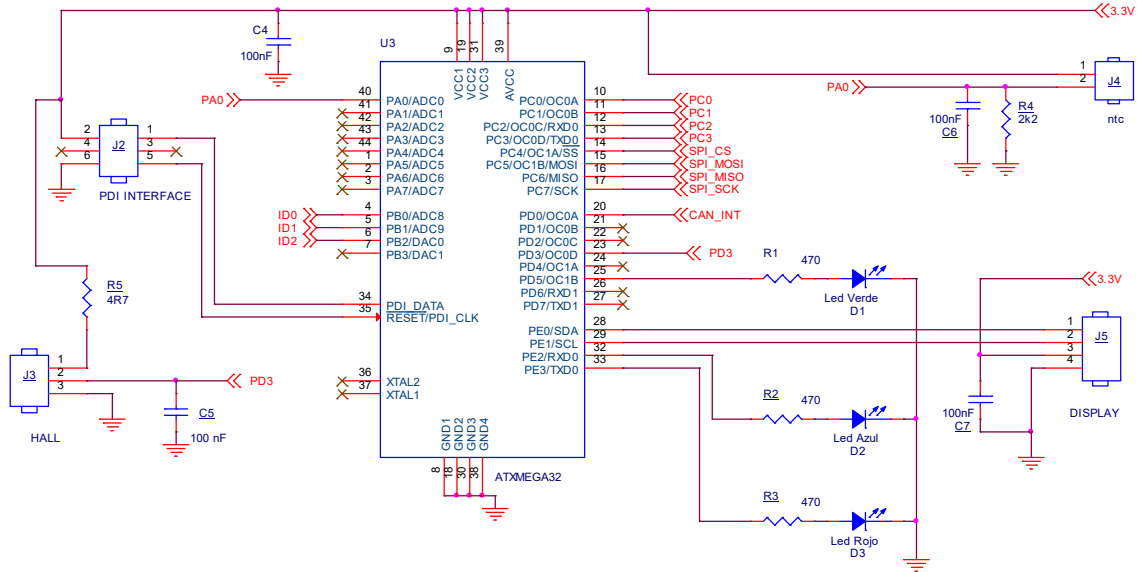 3.3V
C4
100nF
U3
9
19
31
39
VCC1
VCC2
VCC3
AVCC
J4
1
2
ntc
PA0
100nF
C6
R4
2k2
PA0
40 PA0/ADC0
41 PA1/ADC1
42 PA2/ADC2
43 PA3/ADC3
44 PA4/ADC4
1 PA5/ADC5
2 PA6/ADC6
3 PA7/ADC7
PC0/OC0A 10 PC0
PC1/OC0B 11 PC1
PC2/OC0C/RXD0 12 PC2
PC3/OC0D/TXD0 13 PC3
PC4/OC1A/SS 14 SPI_CS
PC5/OC1B/MOSI 15 SPI_MOSI
PC6/MISO 16 SPI_MISO
PC7/SCK 17 SPI_SCK
2 1
4 J2 3
6 5
PDI INTERFACE
ID0 4 PB0/ADC8
ID1 5 PB1/ADC9
ID2 6 PB2/DAC0
7 PB3/DAC1
PD0/OC0A 20 CAN_INT
PD1/OC0B 21
PD2/OC0C 22
PD3/OC0D 23 PD3
PD4/OC1A 24
PD5/OC1B 25
PD6/RXD1 26
PD7/TXD1 27
R1 470
Led Verde
D1
3.3V
R5
4R7
34 PDI_DATA
35 RESET/PDI_CLK
PE0/SDA 28
PE1/SCL 29
PE2/RXD0 32
PE3/TXD0 33
1
2
3
4
J5
DISPLAY
100nF
C7
J3
1
2
3
PD3
C5
100 nF
HALL
36 XTAL2
37 XTAL1
R2 470
Led Azul
D2
GND1
GND2
GND3
GND4
8
18
30
38
ATXMEGA32
R3 470
Led Rojo
D3